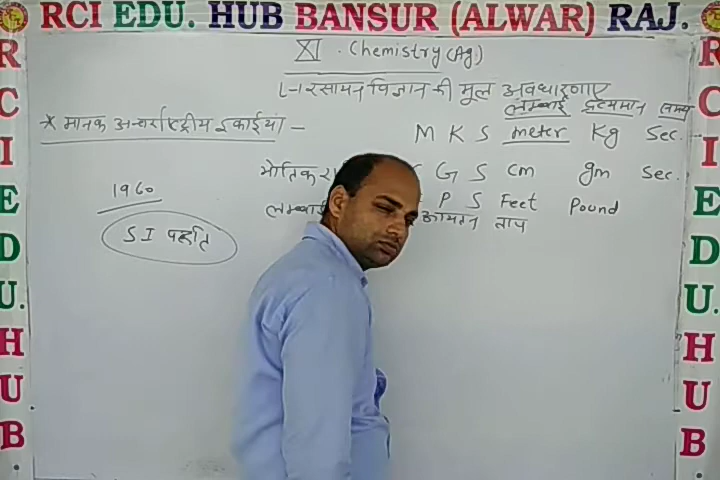 RCI EDU. HUB BANSUR (ALWAR) RAJ.
XI . Chemistry (Ag)
L-1 रसायन विज्ञान की मूल अवधारणाए
लम्बाई द्रव्यमान समय
* मानक अन्तर्राष्ट्रीय इकाईयां -
M K S meter Kg Sec.
भौतिक
G S cm gm Sec.
1960
P S Feet Pound
लम्बाई
आयतन ताप
SI पद्धति
RCI EDU. HUB
RCI EDU. HUB